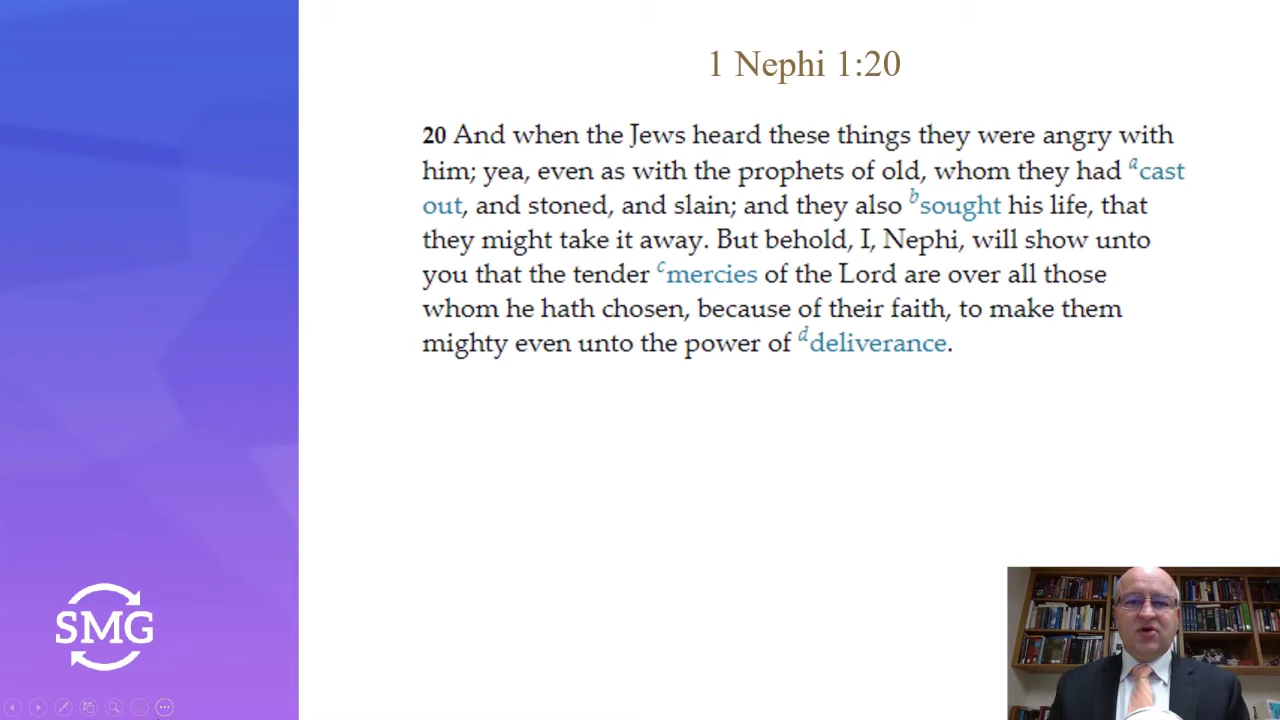 1 Nephi 1:20
20 And when the Jews heard these things they were angry with
him; yea, even as with the prophets of old, whom they had a cast
out, and stoned, and slain; and they also b sought his life, that
they might take it away. But behold, I, Nephi, will show unto
you that the tender c mercies of the Lord are over all those
whom he hath chosen, because of their faith, to make them
mighty even unto the power of d deliverance.
SMG